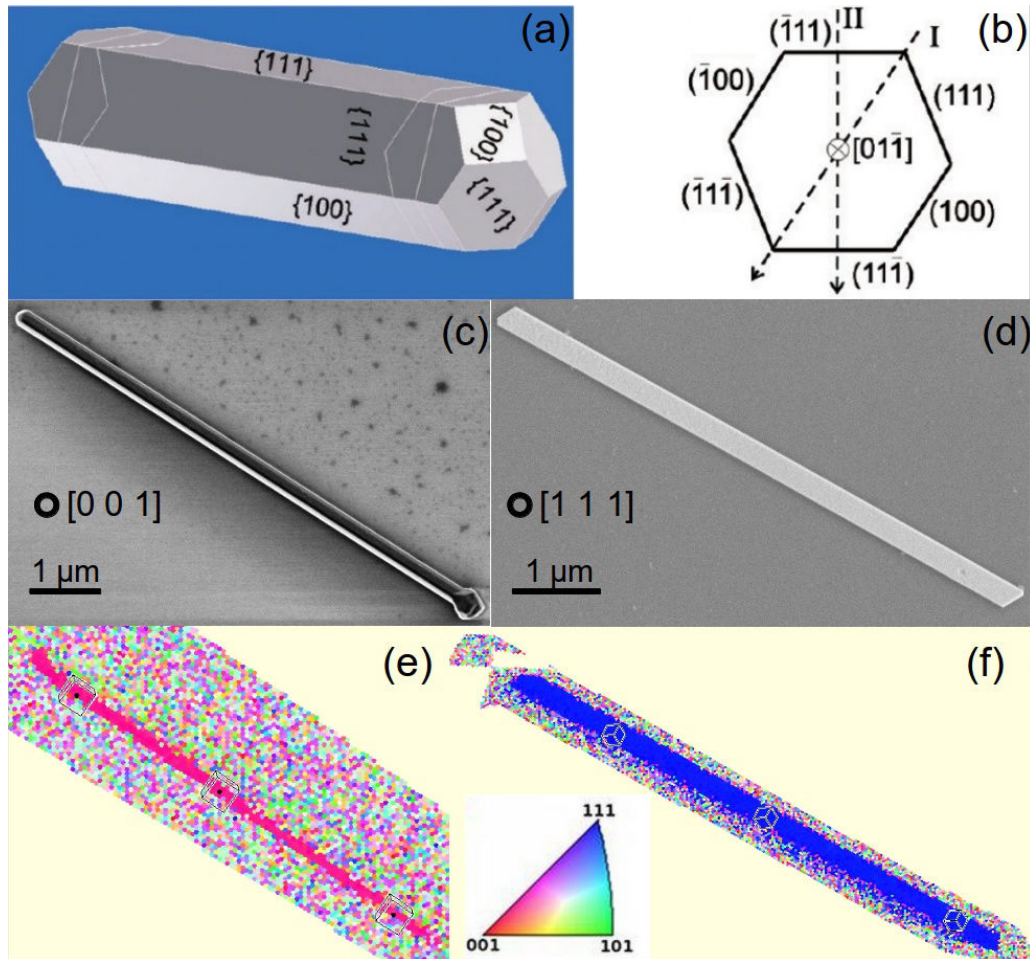 (a)
{111}
{111}
{100}
{111}
{100}
(b)
(1̄11)
II
I
(1̄00)
(111)
[011̄]
(1̄11̄)
(100)
(111̄)
(c)
[0 0 1]
1 µm
(d)
[1 1 1]
1 µm
(e)
(f)
111
001
101